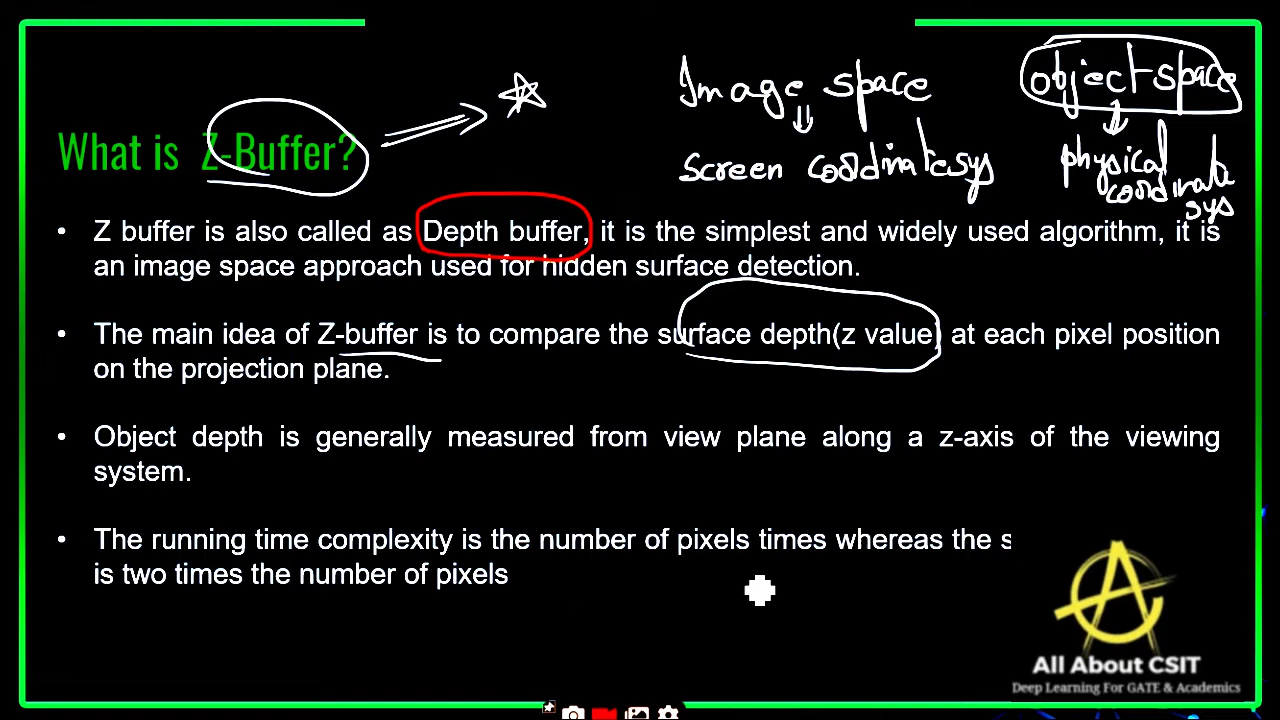 Image space
object space
What is Z-Buffer?
screen coordinate sys
physical
coordinate
sys
• Z buffer is also called as Depth buffer, it is the simplest and widely used algorithm, it is
an image space approach used for hidden surface detection.
• The main idea of Z-buffer is to compare the surface depth(z value) at each pixel position
on the projection plane.
• Object depth is generally measured from view plane along a z-axis of the viewing
system.
• The running time complexity is the number of pixels times whereas the s
is two times the number of pixels
All About CSIT
Deep Learning For GATE & Academics